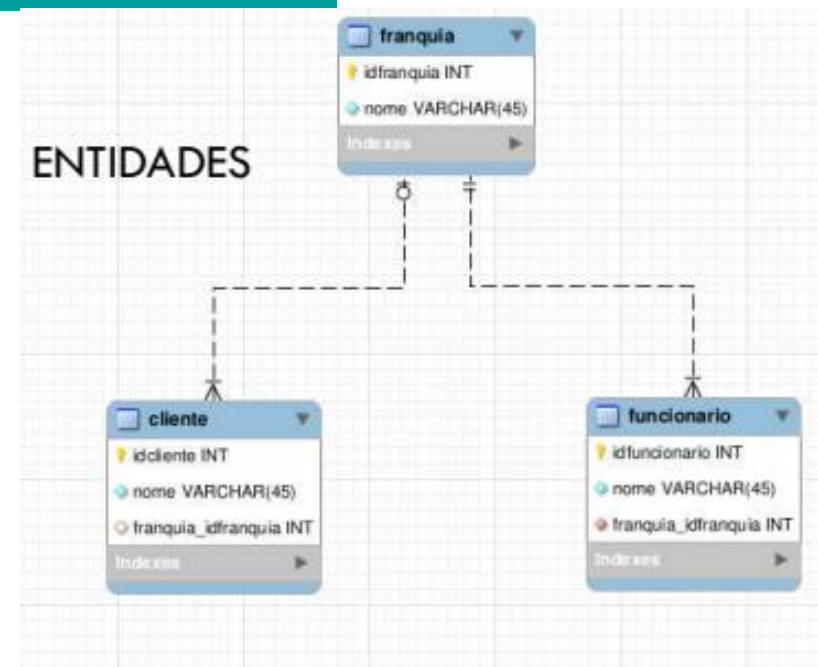 franquia
idfranquia INT
nome VARCHAR(45)
Indexes
ENTIDADES
cliente
idcliente INT
nome VARCHAR(45)
franquia_idfranquia INT
Indexes
funcionario
idfuncionario INT
nome VARCHAR(45)
franquia_idfranquia INT
Indexes